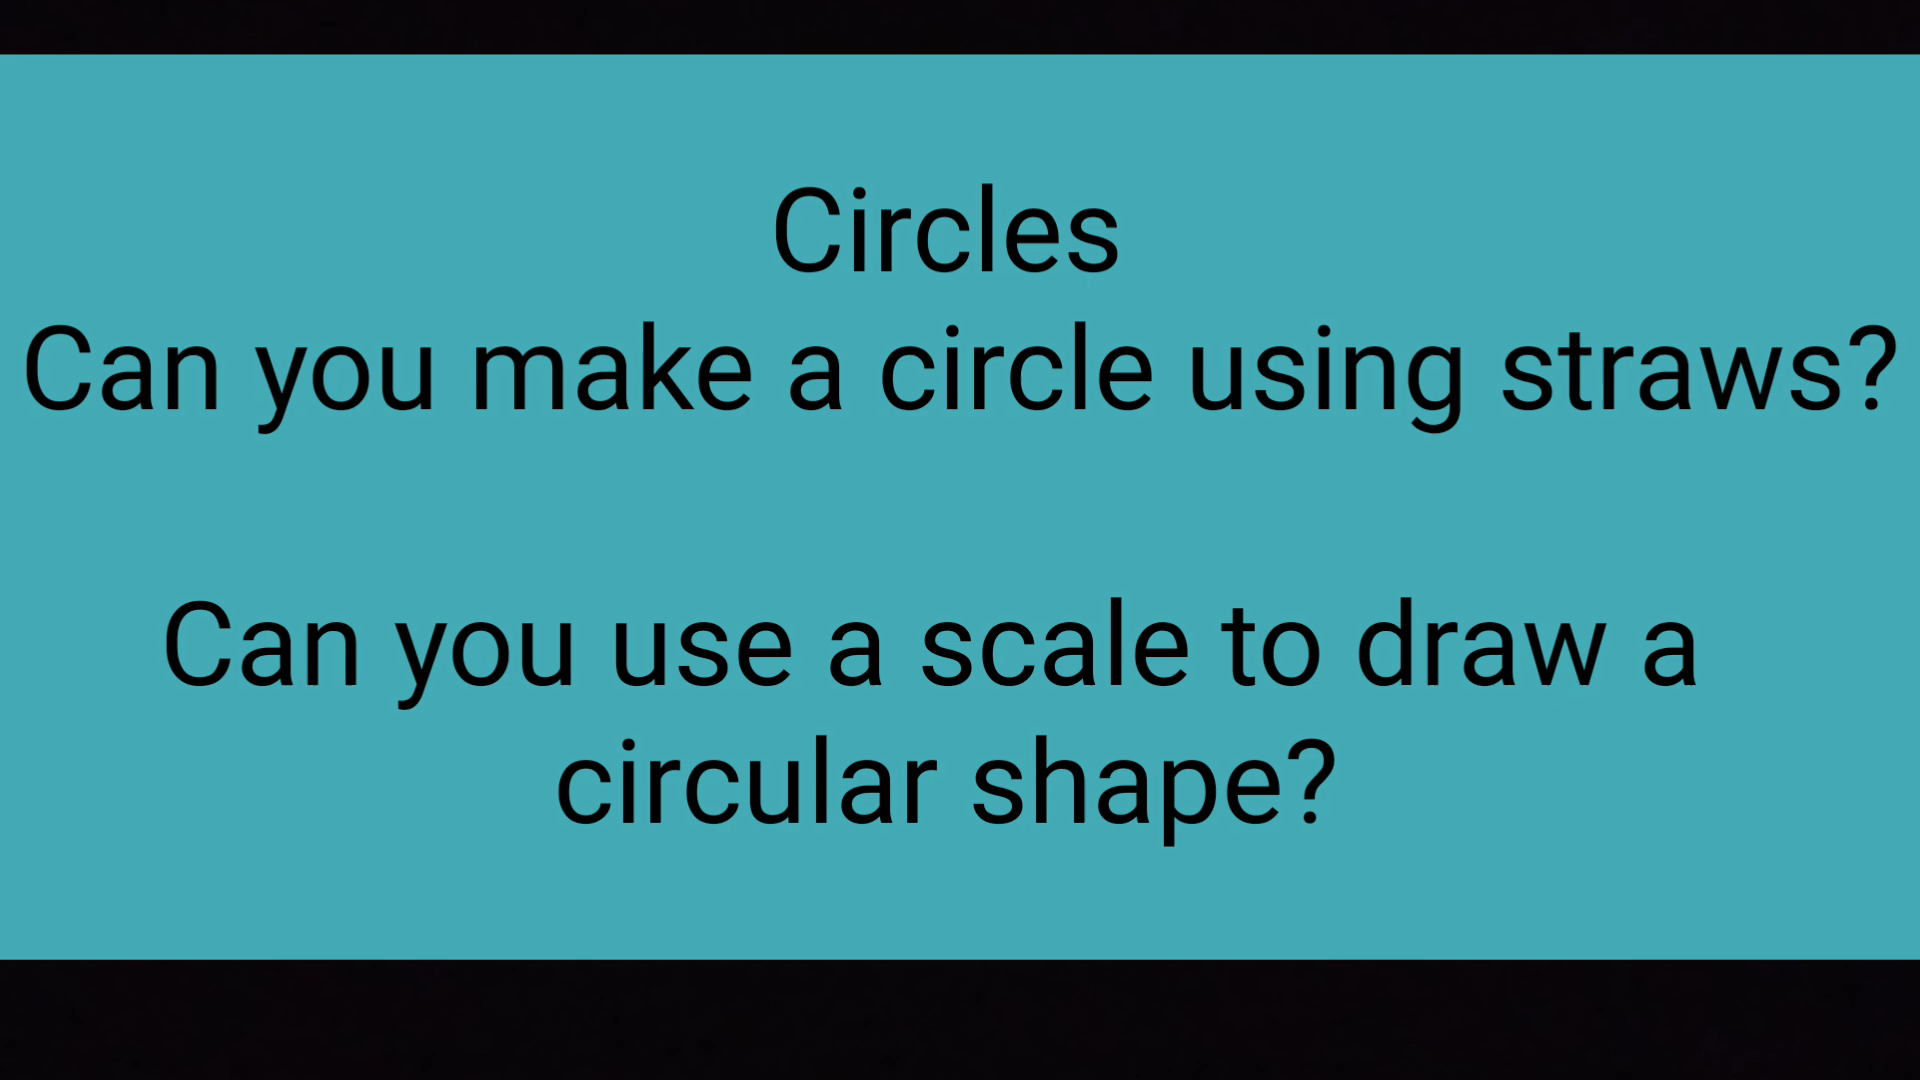 Circles
Can you make a circle using straws?
Can you use a scale to draw a
circular shape?